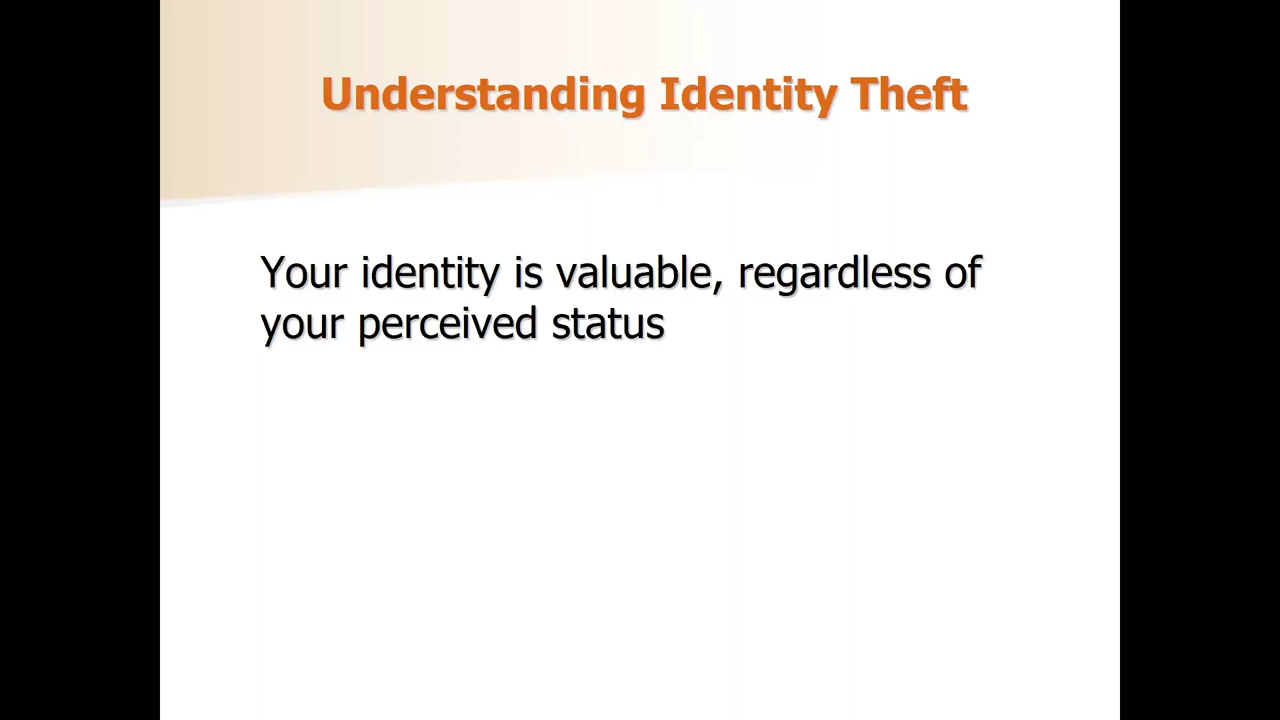 Understanding Identity Theft
Your identity is valuable, regardless of
your perceived status